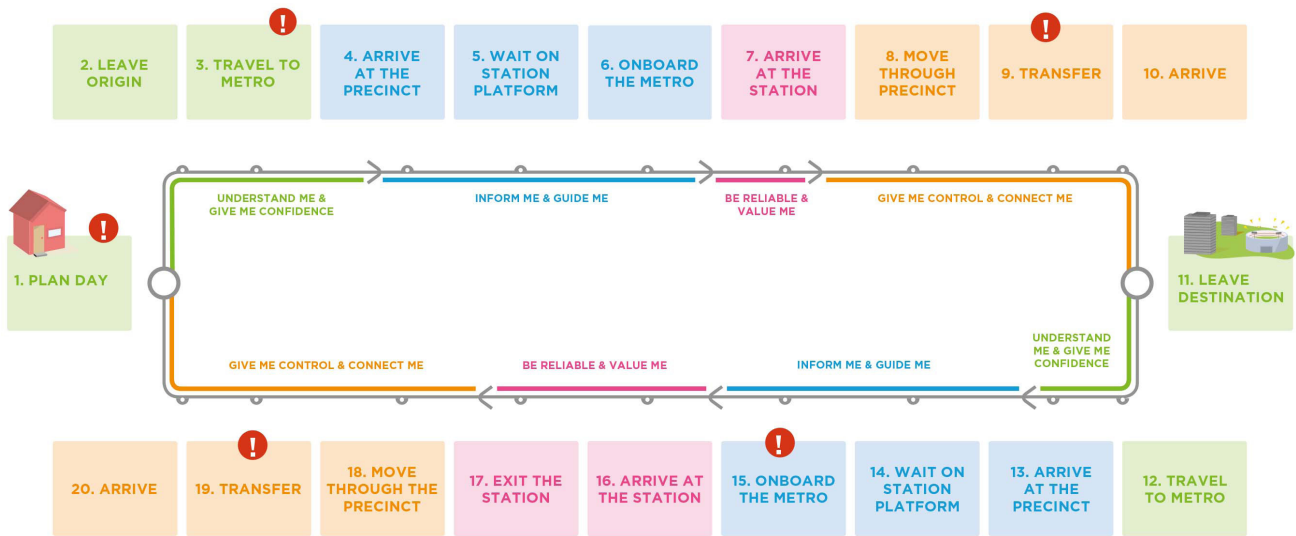 !
!
2. LEAVE
ORIGIN
3. TRAVEL TO
METRO
4. ARRIVE
AT THE
PRECINCT
5. WAIT ON
STATION
PLATFORM
6. ONBOARD
THE METRO
7. ARRIVE
AT THE
STATION
8. MOVE
THROUGH
PRECINCT
9. TRANSFER
10. ARRIVE
UNDERSTAND ME &
GIVE ME CONFIDENCE
INFORM ME & GUIDE ME
BE RELIABLE &
VALUE ME
GIVE ME CONTROL & CONNECT ME
!
1. PLAN DAY
11. LEAVE
DESTINATION
GIVE ME CONTROL & CONNECT ME
BE RELIABLE & VALUE ME
INFORM ME & GUIDE ME
UNDERSTAND
ME & GIVE ME
CONFIDENCE
!
!
20. ARRIVE
19. TRANSFER
18. MOVE
THROUGH THE
PRECINCT
17. EXIT THE
STATION
16. ARRIVE AT
THE STATION
15. ONBOARD
THE METRO
14. WAIT ON
STATION
PLATFORM
13. ARRIVE
AT THE
PRECINCT
12. TRAVEL
TO METRO